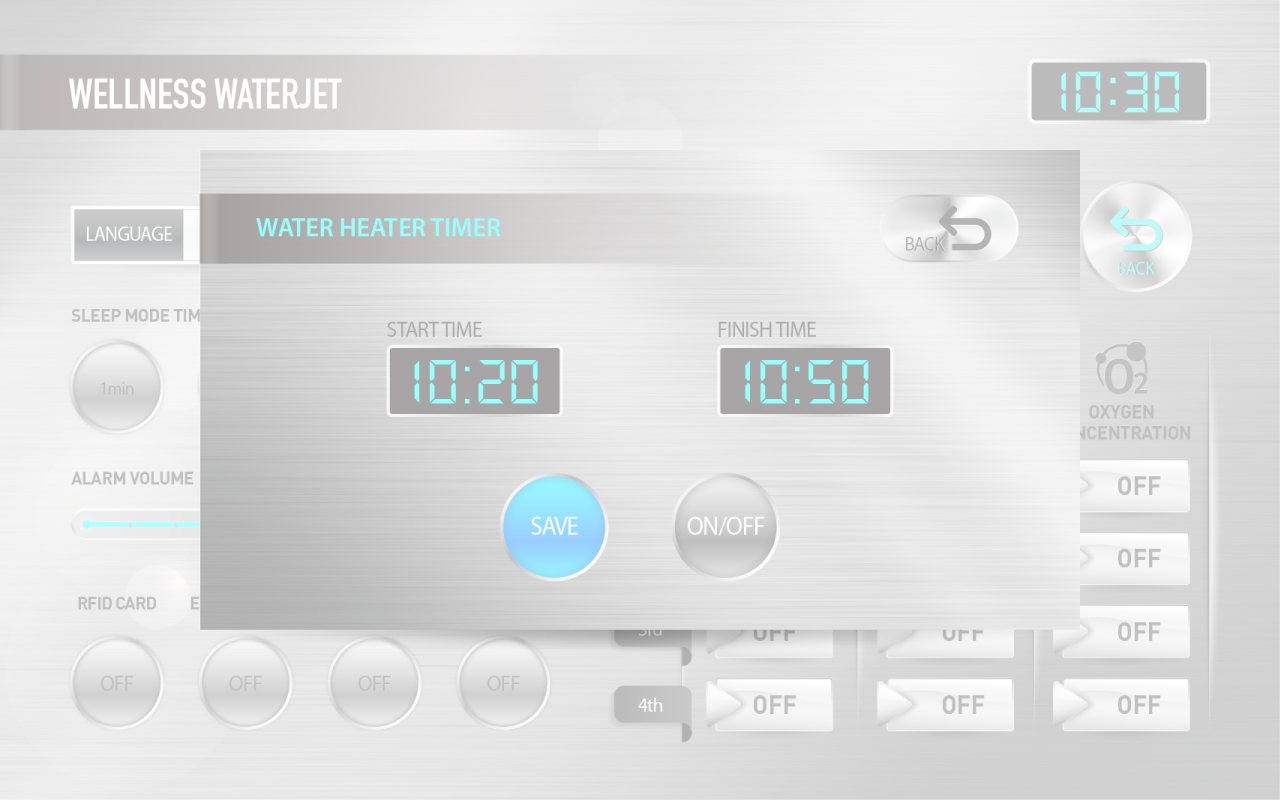 WELLNESS WATERJET
10:30
LANGUAGE
WATER HEATER TIMER
BACK
BACK
SLEEP MODE TIM
START TIME
FINISH TIME
10:20
10:50
1min
O2
OXYGEN
NCENTRATION
ALARM VOLUME
OFF
SAVE
ON/OFF
OFF
RFID CARD
E
3rd
OFF
OFF
OFF
OFF
OFF
OFF
OFF
4th
OFF
OFF
OFF